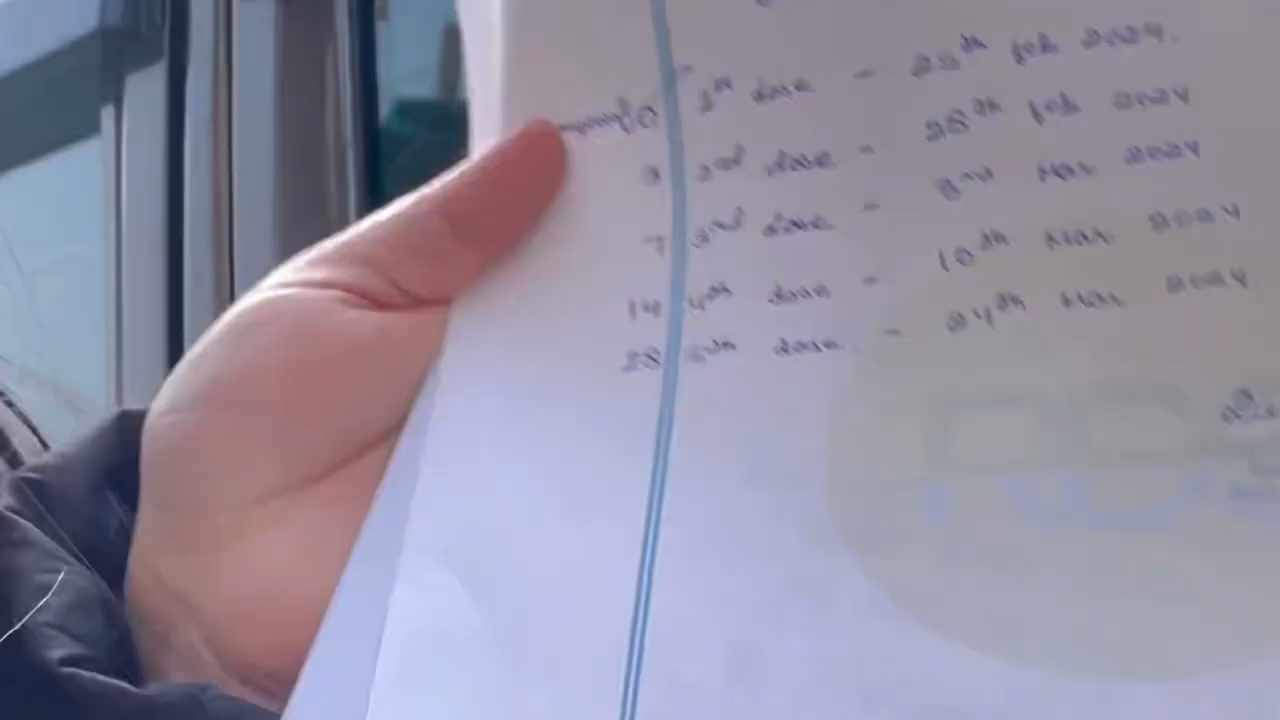 0 1st dose - 25th feb 2024.
3 2nd dose - 28th feb 2024
7 3rd dose - 3rd Mar 2024
14 4th dose - 10th Mar 2024
28 5th dose. - 24th Mar 2024